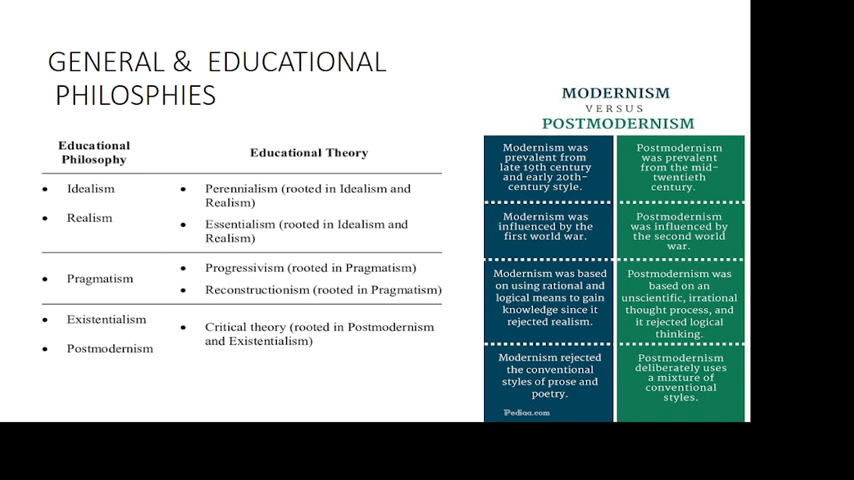 GENERAL & EDUCATIONAL
PHILOSPHIES
Educational
Philosophy
Educational Theory
• Idealism
• Realism
• Perennialism (rooted in Idealism and
Realism)
• Essentialism (rooted in Idealism and
Realism)
• Pragmatism
• Progressivism (rooted in Pragmatism)
• Reconstructionism (rooted in Pragmatism)
• Existentialism
• Postmodernism
• Critical theory (rooted in Postmodernism
and Existentialism)
MODERNISM
VERSUS
POSTMODERNISM
Modernism was
prevalent from
late 19th century
and early 20th-
century style.
Postmodernism
was prevalent
from the mid-
twentieth
century.
Modernism was
influenced by the
first world war.
Postmodernism
was influenced by
the second world
war.
Modernism was based
on using rational and
logical means to gain
knowledge since it
rejected realism.
Postmodernism was
based on an
unscientific, irrational
thought process, and
it rejected logical
thinking.
Modernism rejected
the conventional
styles of prose and
poetry.
Postmodernism
deliberately uses
a mixture of
conventional
styles.
Pediaa.com